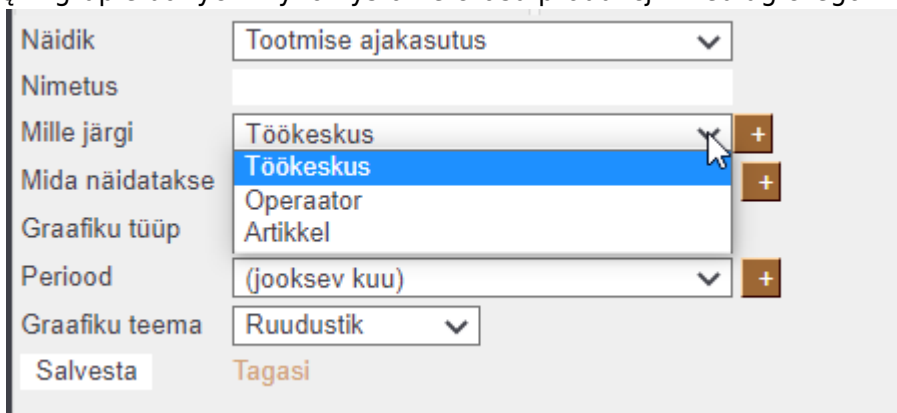 Näidik Tootmise ajakasutus
Nimetus
Mille järgi Töökeskus +
Töökeskus
Mida näidatakse +
Operaator
Graafiku tüüp Artikkel
Periood (jooksev kuu) +
Graafiku teema Ruudustik
Salvesta Tagasi